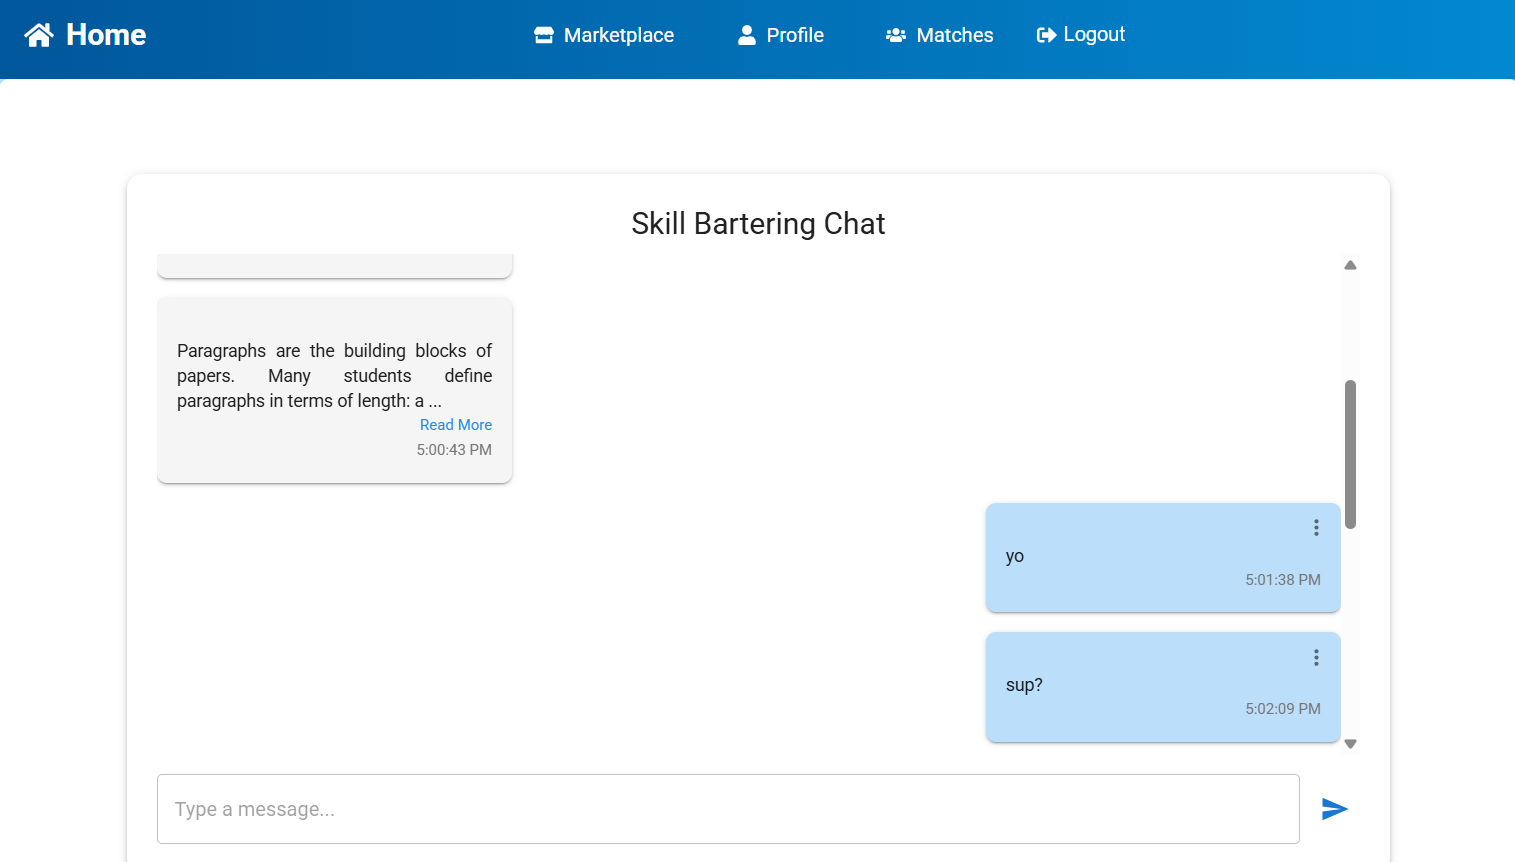 Home
Marketplace
Profile
Matches
Logout
Skill Bartering Chat
Paragraphs are the building blocks of
papers. Many students define
paragraphs in terms of length: a ...
Read More
5:00:43 PM
yo
5:01:38 PM
sup?
5:02:09 PM
Type a message...